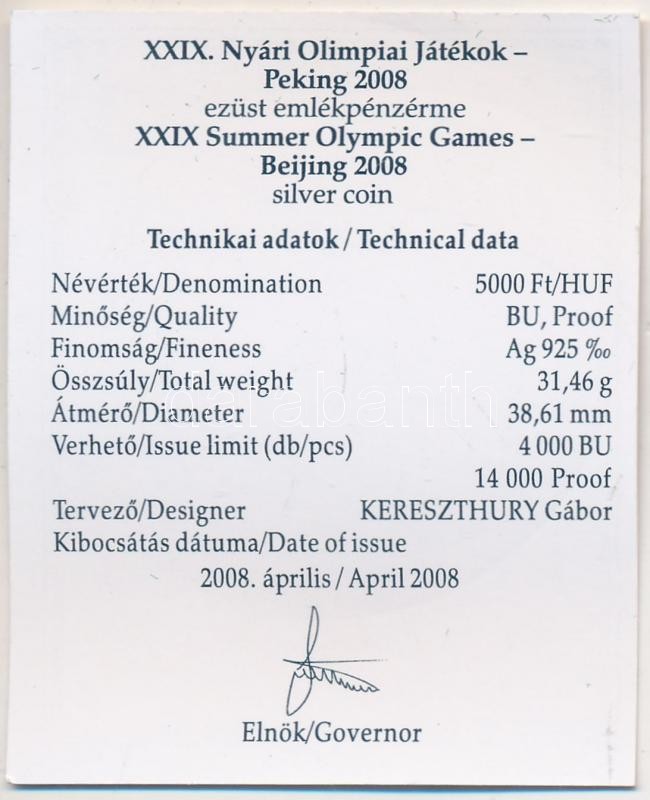 XXIX. Nyári Olimpiai Játékok –
Peking 2008
ezüst emlékpénzérme
XXIX Summer Olympic Games –
Beijing 2008
silver coin
Technikai adatok / Technical data
Névérték/Denomination 5000 Ft/HUF
Minőség/Quality BU, Proof
Finomság/Fineness Ag 925 ‰
Összsúly/Total weight 31,46 g
darabanth
Átmérő/Diameter 38,61 mm
Verhető/Issue limit (db/pcs) 4 000 BU
14 000 Proof
Tervező/Designer KERESZTHURY Gábor
Kibocsátás dátuma/Date of issue
2008. április / April 2008
Elnök/Governor